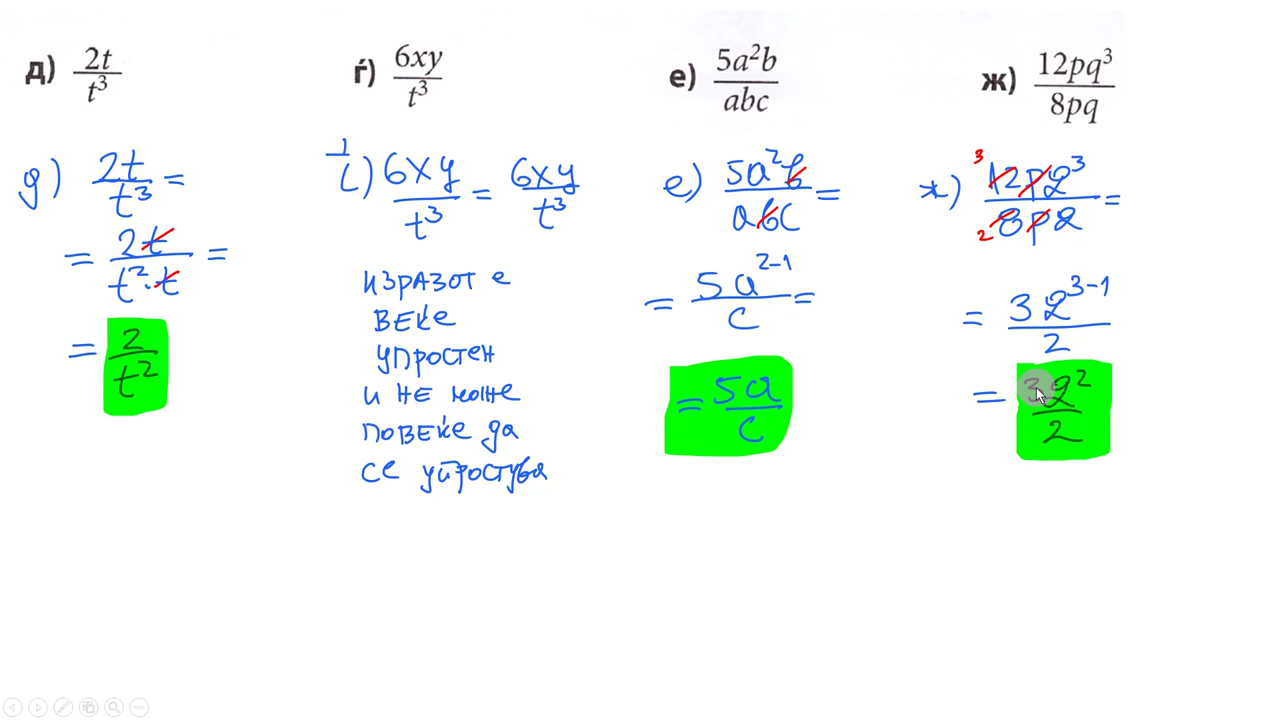 д) 2t/t³
ѓ) 6xy/t³
е) 5a²b/abc
ж) 12pq³/8pq
д) 2t/t³ =
= 2t/t²·t =
= 2/t²
ѓ) 6xy/t³ = 6xy/t³
изразот е
веќе
упростен
и не може
повеќе да
се упростува
е) 5a²b/abc =
= 5a²⁻¹/c =
= 5a/c
ж) 3 12pq³/2 8pq =
= 3q³⁻¹/2
= 3q²/2